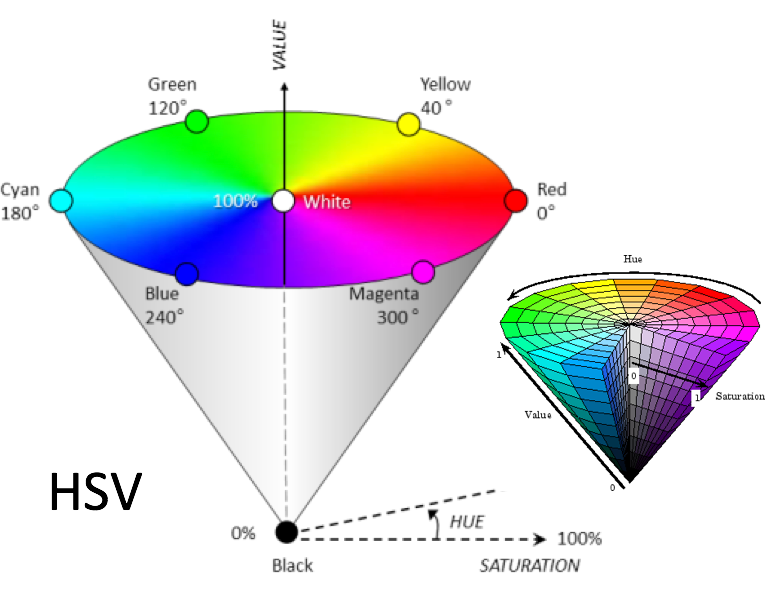 VALUE
Green
120°
Yellow
40 °
Cyan
180°
100%
White
Red
0°
Blue
240°
Magenta
300 °
Hue
1
0
1
Saturation
Value
0
HSV
0%
HUE
100%
Black
SATURATION